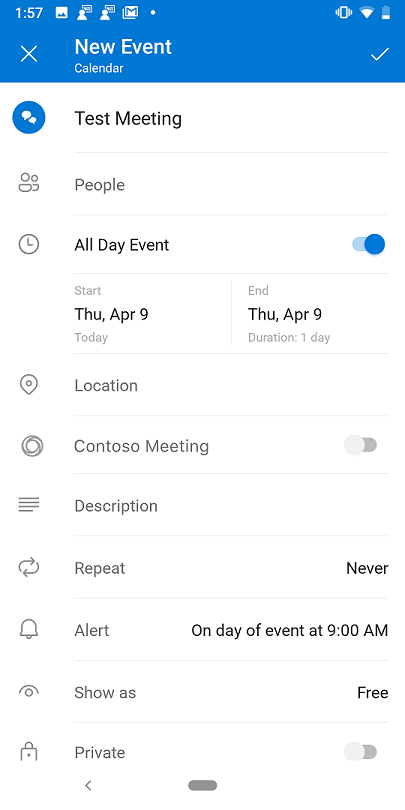 1:57
New Event
Calendar
Test Meeting
People
All Day Event
Start
End
Thu, Apr 9
Thu, Apr 9
Today
Duration: 1 day
Location
Contoso Meeting
Description
Repeat
Never
Alert
On day of event at 9:00 AM
Show as
Free
Private